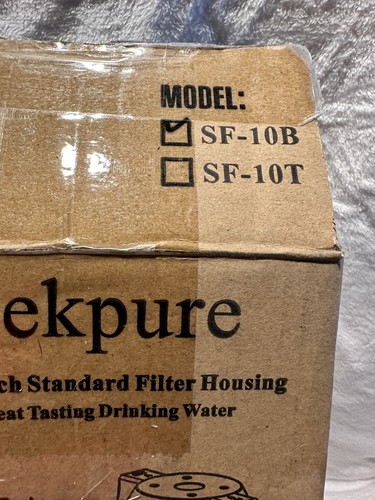 MODEL:
SF-10B
SF-10T
ekpure
ch Standard Filter Housing
eat Tasting Drinking Water